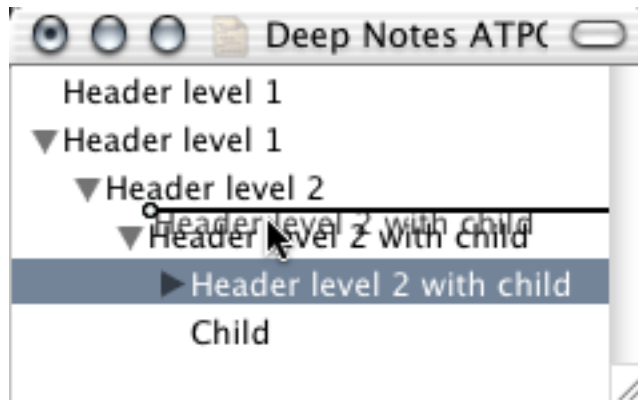 Deep Notes ATPO
Header level 1
Header level 1
Header level 2
Header level 2 with child
Header level 2 with child
Header level 2 with child
Child